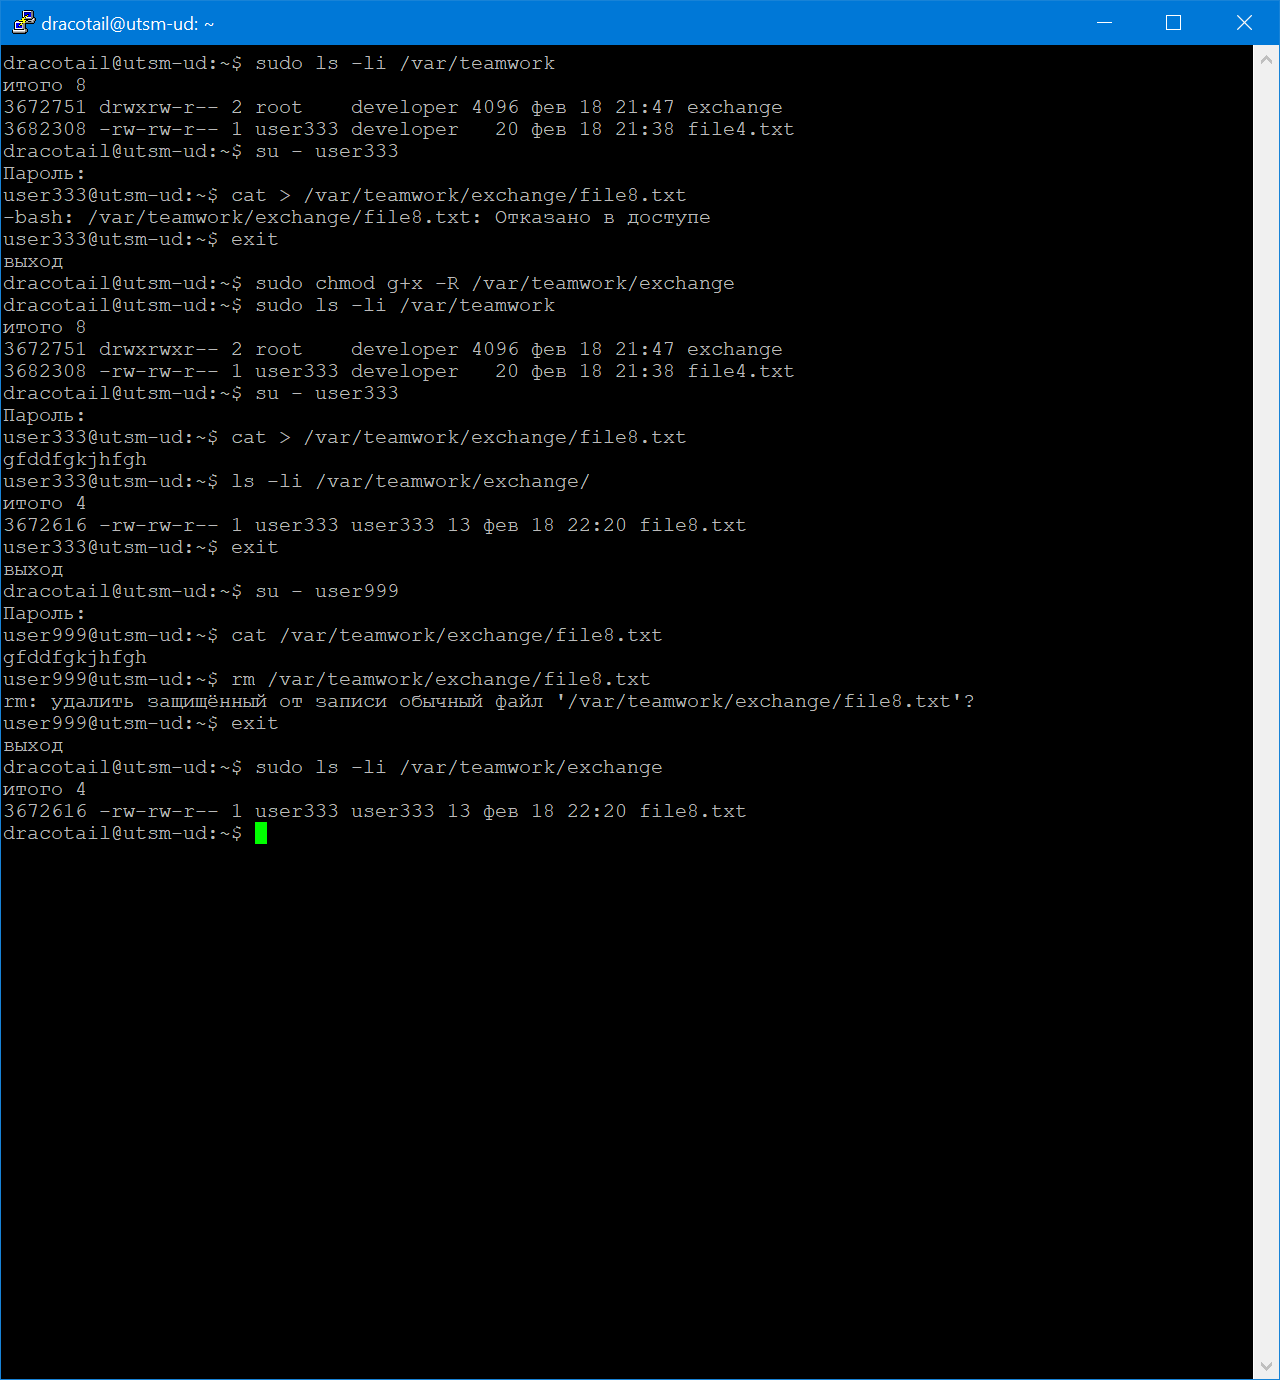 dracotail@utsm-ud: ~
dracotail@utsm-ud:~$ sudo ls -li /var/teamwork
итого 8
3672751 drwxrw-r-- 2 root    developer 4096 фев 18 21:47 exchange
3682308 -rw-rw-r-- 1 user333 developer   20 фев 18 21:38 file4.txt
dracotail@utsm-ud:~$ su - user333
Пароль:
user333@utsm-ud:~$ cat > /var/teamwork/exchange/file8.txt
-bash: /var/teamwork/exchange/file8.txt: Отказано в доступе
user333@utsm-ud:~$ exit
выход
dracotail@utsm-ud:~$ sudo chmod g+x -R /var/teamwork/exchange
dracotail@utsm-ud:~$ sudo ls -li /var/teamwork
итого 8
3672751 drwxrwxr-- 2 root    developer 4096 фев 18 21:47 exchange
3682308 -rw-rw-r-- 1 user333 developer   20 фев 18 21:38 file4.txt
dracotail@utsm-ud:~$ su - user333
Пароль:
user333@utsm-ud:~$ cat > /var/teamwork/exchange/file8.txt
gfddfgkjhfgh
user333@utsm-ud:~$ ls -li /var/teamwork/exchange/
итого 4
3672616 -rw-rw-r-- 1 user333 user333 13 фев 18 22:20 file8.txt
user333@utsm-ud:~$ exit
выход
dracotail@utsm-ud:~$ su - user999
Пароль:
user999@utsm-ud:~$ cat /var/teamwork/exchange/file8.txt
gfddfgkjhfgh
user999@utsm-ud:~$ rm /var/teamwork/exchange/file8.txt
rm: удалить защищённый от записи обычный файл '/var/teamwork/exchange/file8.txt'?
user999@utsm-ud:~$ exit
выход
dracotail@utsm-ud:~$ sudo ls -li /var/teamwork/exchange
итого 4
3672616 -rw-rw-r-- 1 user333 user333 13 фев 18 22:20 file8.txt
dracotail@utsm-ud:~$